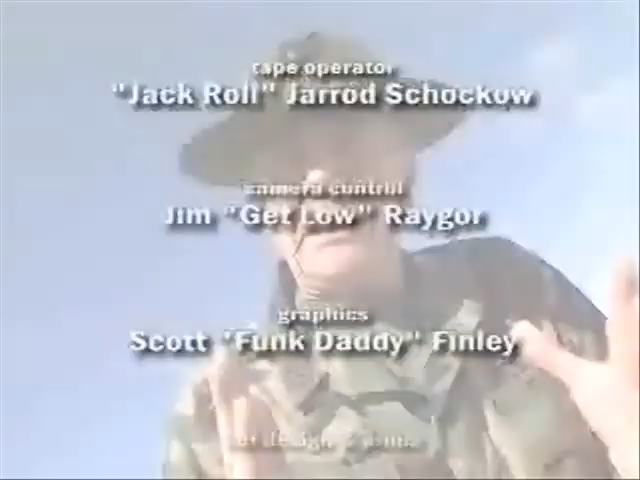 tape operator
"Jack Roll" Jarrod Schockow
camera control
Jim "Get Low" Raygor
graphics
Scott "Funk Daddy" Finley